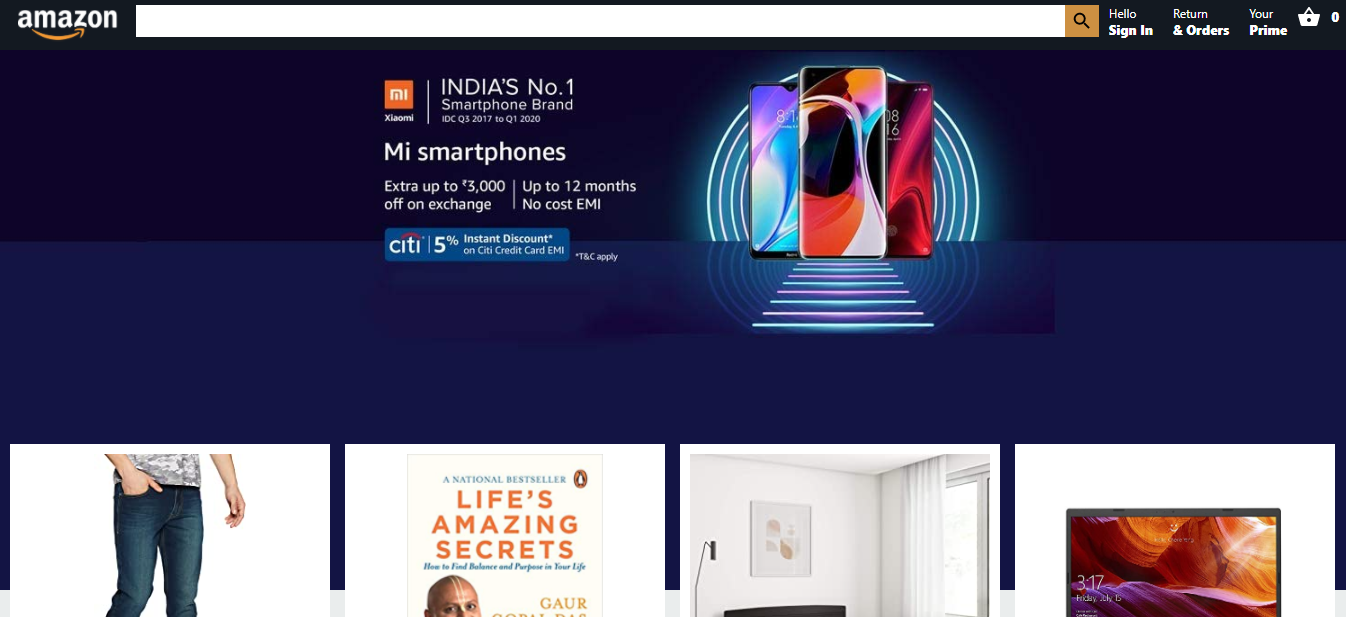 amazon
Hello
Sign In
Return
& Orders
Your
Prime
0
mi
Xiaomi
INDIA'S No.1
Smartphone Brand
IDC Q3 2017 to Q1 2020
Mi smartphones
Extra up to ₹3,000
off on exchange
Up to 12 months
No cost EMI
citi
5%
Instant Discount*
on Citi Credit Card EMI
*T&C apply
A NATIONAL BESTSELLER
LIFE'S
AMAZING
SECRETS
How to Find Balance and Purpose in Your Life
GAUR
GOPAL DAS
3:17
Friday, July 15